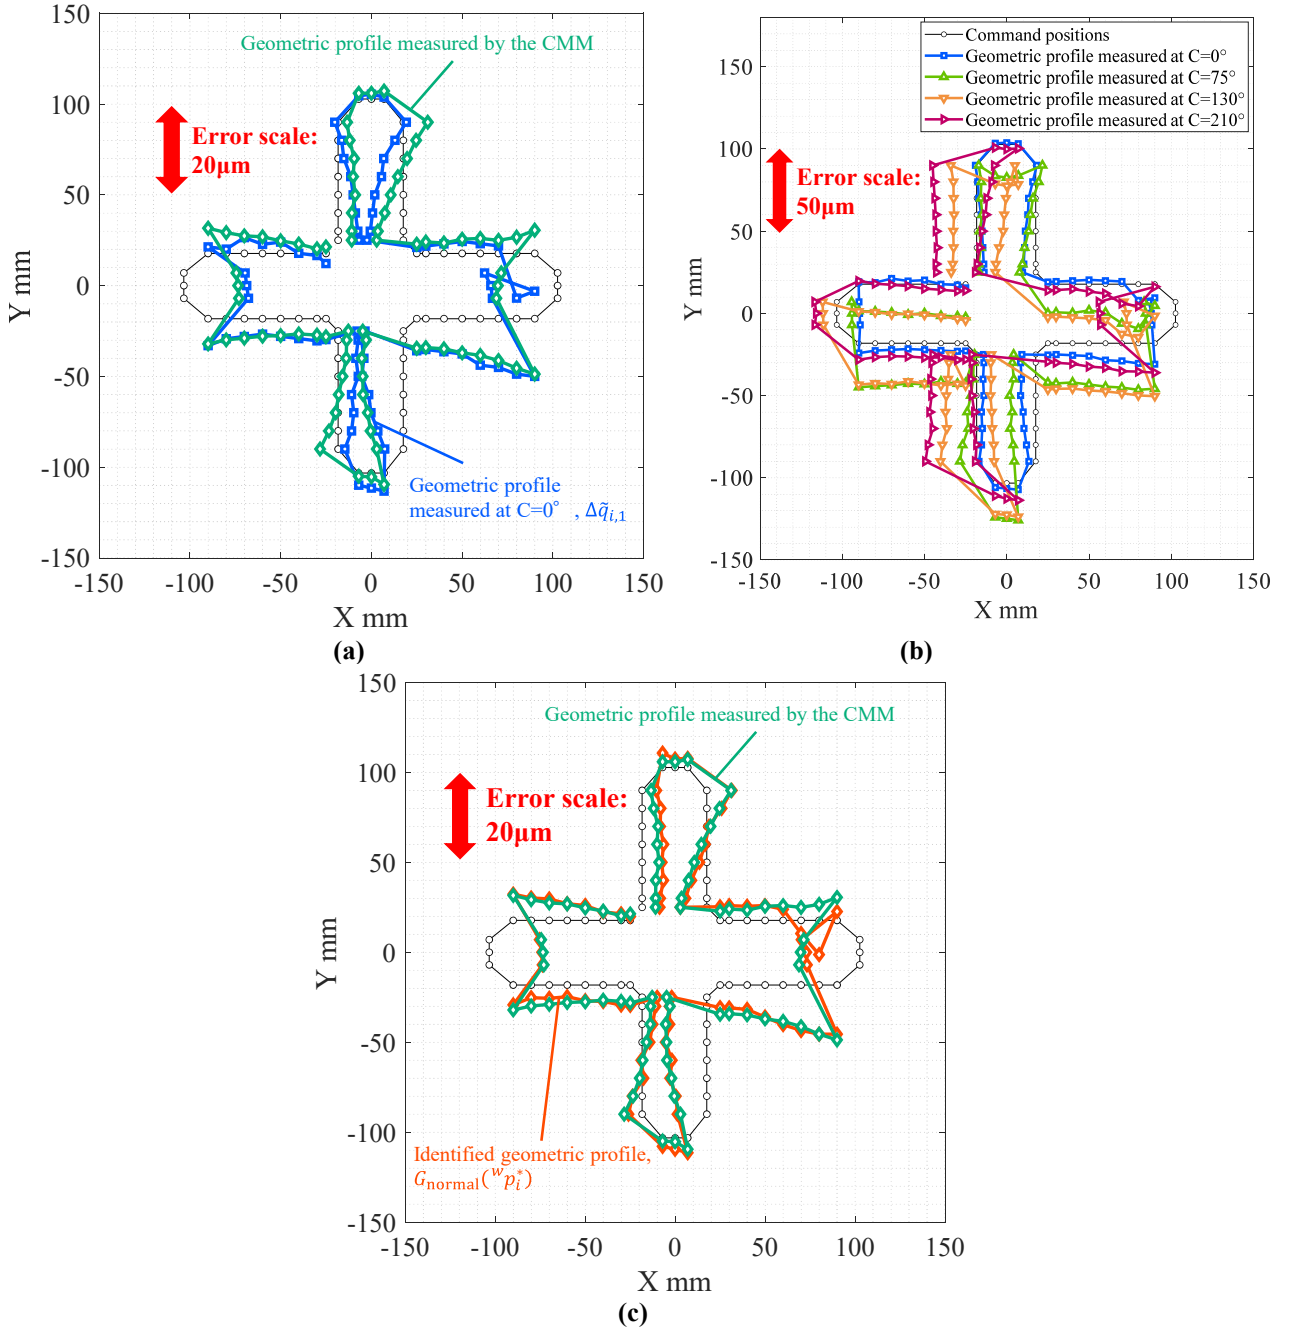 150
100
50
0
-50
-100
-150
Y mm
-150
-100
-50
0
50
100
150
X mm
Geometric profile measured by the CMM
Error scale:
20μm
Geometric profile
measured at C=0° , Δq̃i,1
(a)
150
100
50
0
-50
-100
-150
Y mm
-150
-100
-50
0
50
100
150
X mm
Command positions
Geometric profile measured at C=0°
Geometric profile measured at C=75°
Geometric profile measured at C=130°
Geometric profile measured at C=210°
Error scale:
50μm
(b)
150
100
50
0
-50
-100
-150
Y mm
-150
-100
-50
0
50
100
150
X mm
Geometric profile measured by the CMM
Error scale:
20μm
Identified geometric profile,
Gnormal(ʷpᵢ*)
(c)